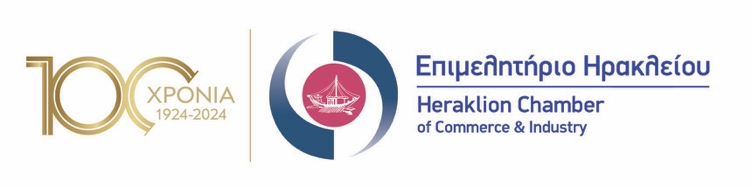 100 ΧΡΟΝΙΑ
1924-2024
Επιμελητήριο Ηρακλείου
Heraklion Chamber
of Commerce & Industry